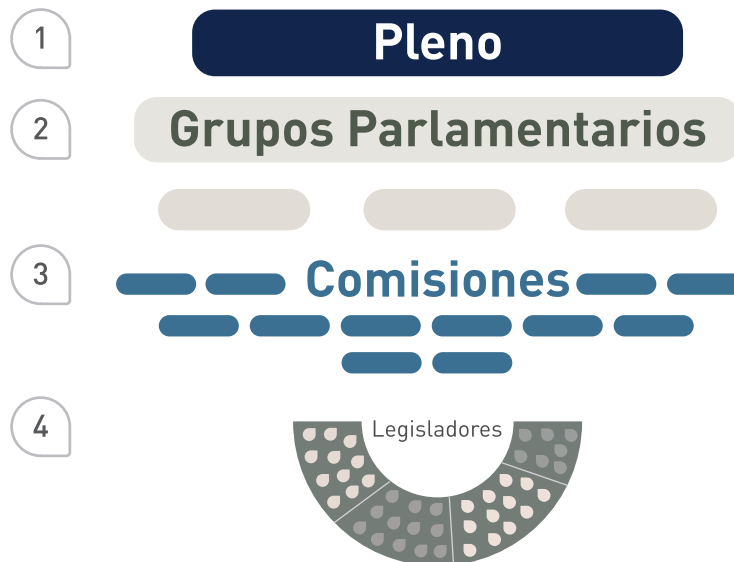 1
Pleno
2
Grupos Parlamentarios
3
Comisiones
4
Legisladores